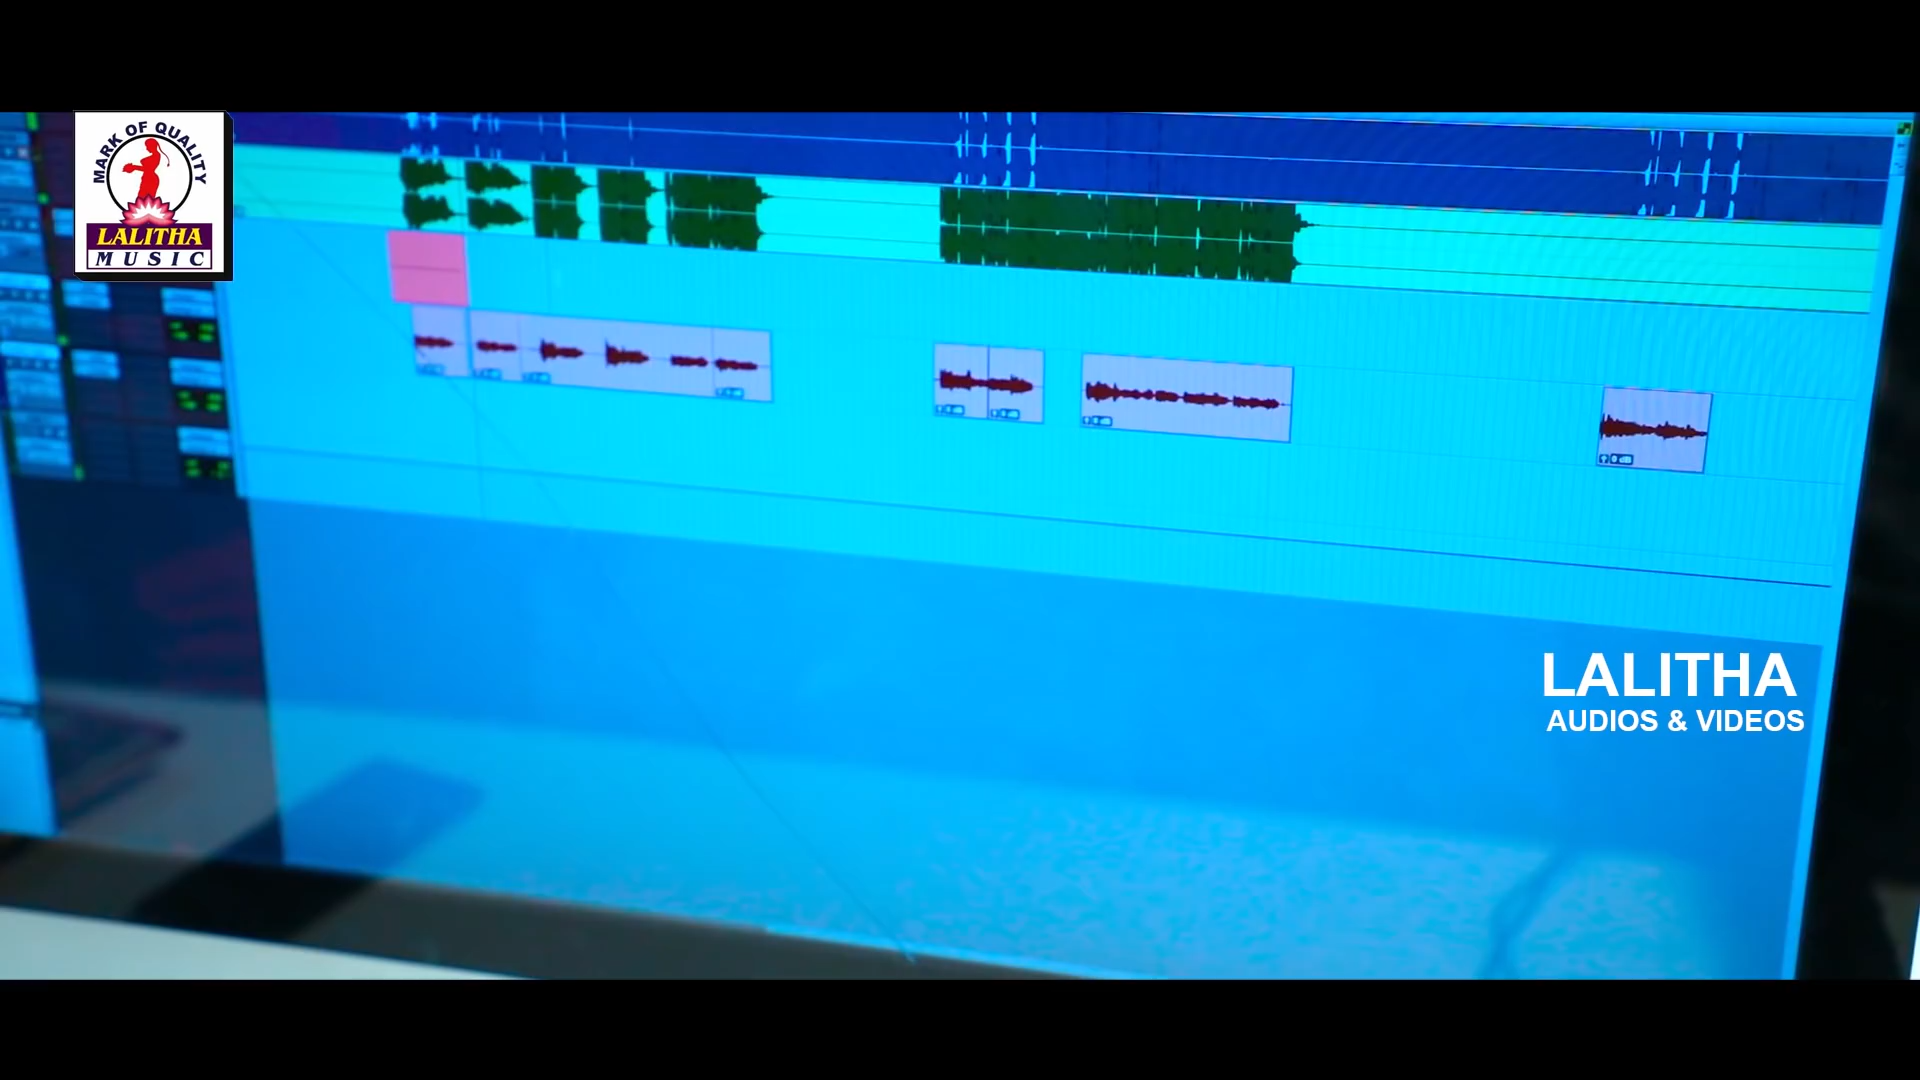 MARK OF QUALITY
LALITHA
MUSIC
LALITHA
AUDIOS & VIDEOS